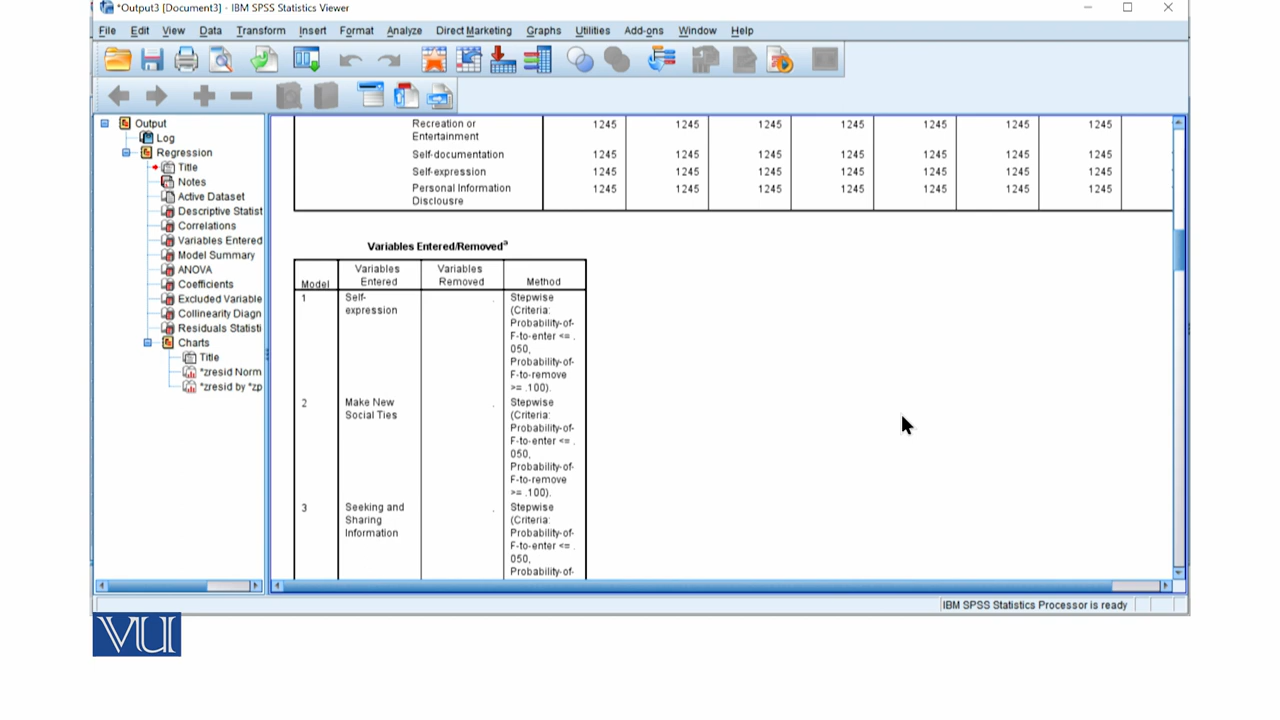 *Output3 [Document3] - IBM SPSS Statistics Viewer
File Edit View Data Transform Insert Format Analyze Direct Marketing Graphs Utilities Add-ons Window Help
Output
Log
Regression
Title
Notes
Active Dataset
Descriptive Statist
Correlations
Variables Entered
Model Summary
ANOVA
Coefficients
Excluded Variable
Collinearity Diagn
Residuals Statisti
Charts
Title
*zresid Norm
*zresid by *zp
Recreation or Entertainment 1245 1245 1245 1245 1245 1245 1245
Self-documentation 1245 1245 1245 1245 1245 1245 1245
Self-expression 1245 1245 1245 1245 1245 1245 1245
Personal Information Disclousre 1245 1245 1245 1245 1245 1245 1245
Variables Entered/Removedᵃ
Model Variables Entered Variables Removed Method
1 Self-expression . Stepwise
(Criteria:
Probability-of-
F-to-enter <= .
050,
Probability-of-
F-to-remove
>= .100).
2 Make New Social Ties . Stepwise
(Criteria:
Probability-of-
F-to-enter <= .
050,
Probability-of-
F-to-remove
>= .100).
3 Seeking and Sharing Information . Stepwise
(Criteria:
Probability-of-
F-to-enter <= .
050,
Probability-of-
IBM SPSS Statistics Processor is ready
VU